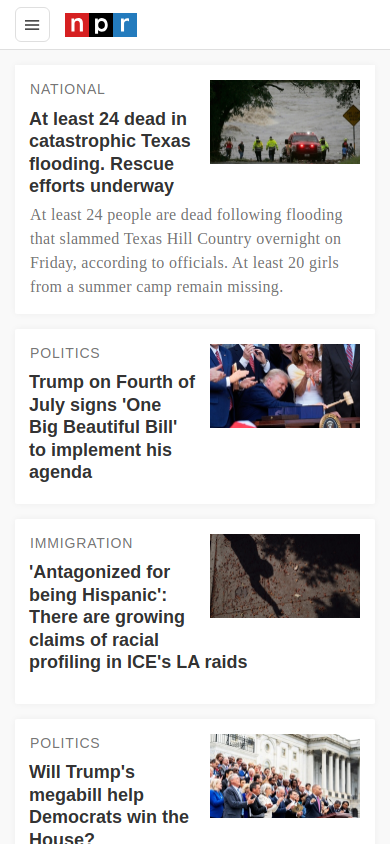 npr
NATIONAL
At least 24 dead in
catastrophic Texas
flooding. Rescue
efforts underway
At least 24 people are dead following flooding
that slammed Texas Hill Country overnight on
Friday, according to officials. At least 20 girls
from a summer camp remain missing.
POLITICS
Trump on Fourth of
July signs 'One
Big Beautiful Bill'
to implement his
agenda
IMMIGRATION
'Antagonized for
being Hispanic':
There are growing
claims of racial
profiling in ICE's LA raids
POLITICS
Will Trump's
megabill help
Democrats win the
House?